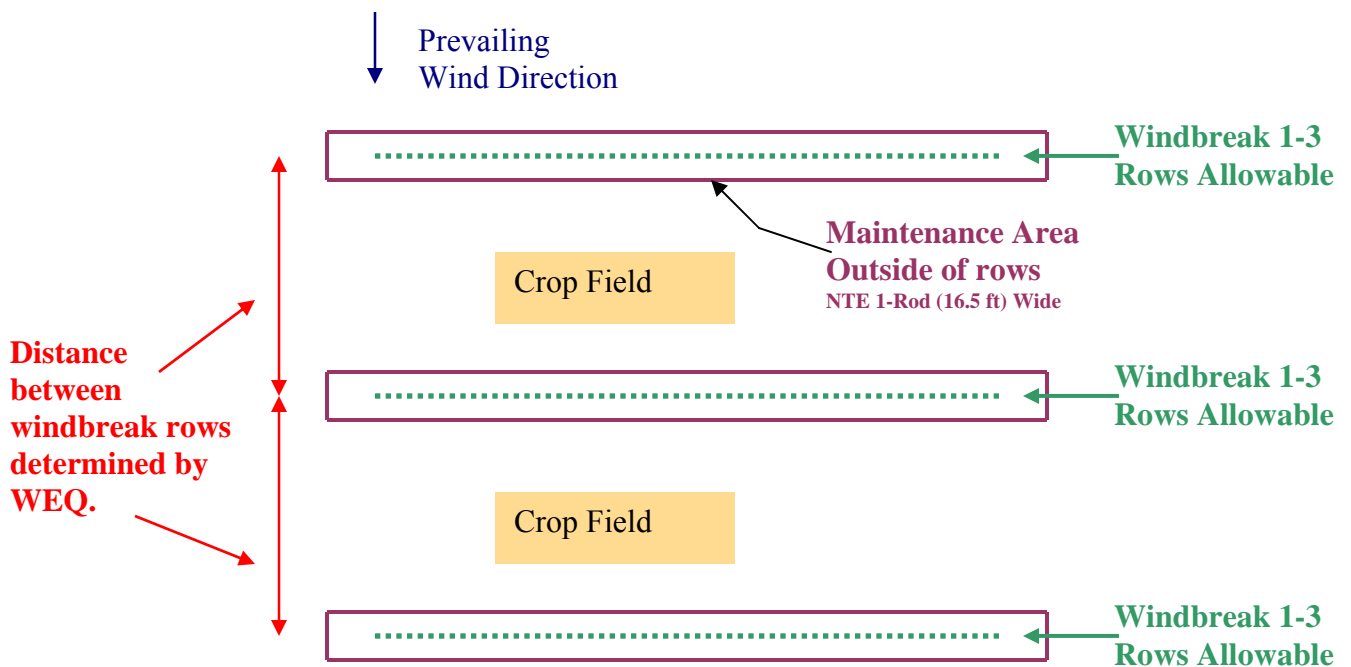 Prevailing
Wind Direction
Windbreak 1-3
Rows Allowable
Maintenance Area
Outside of rows
NTE 1-Rod (16.5 ft) Wide
Crop Field
Distance
between
windbreak rows
determined by
WEQ.
Windbreak 1-3
Rows Allowable
Crop Field
Windbreak 1-3
Rows Allowable